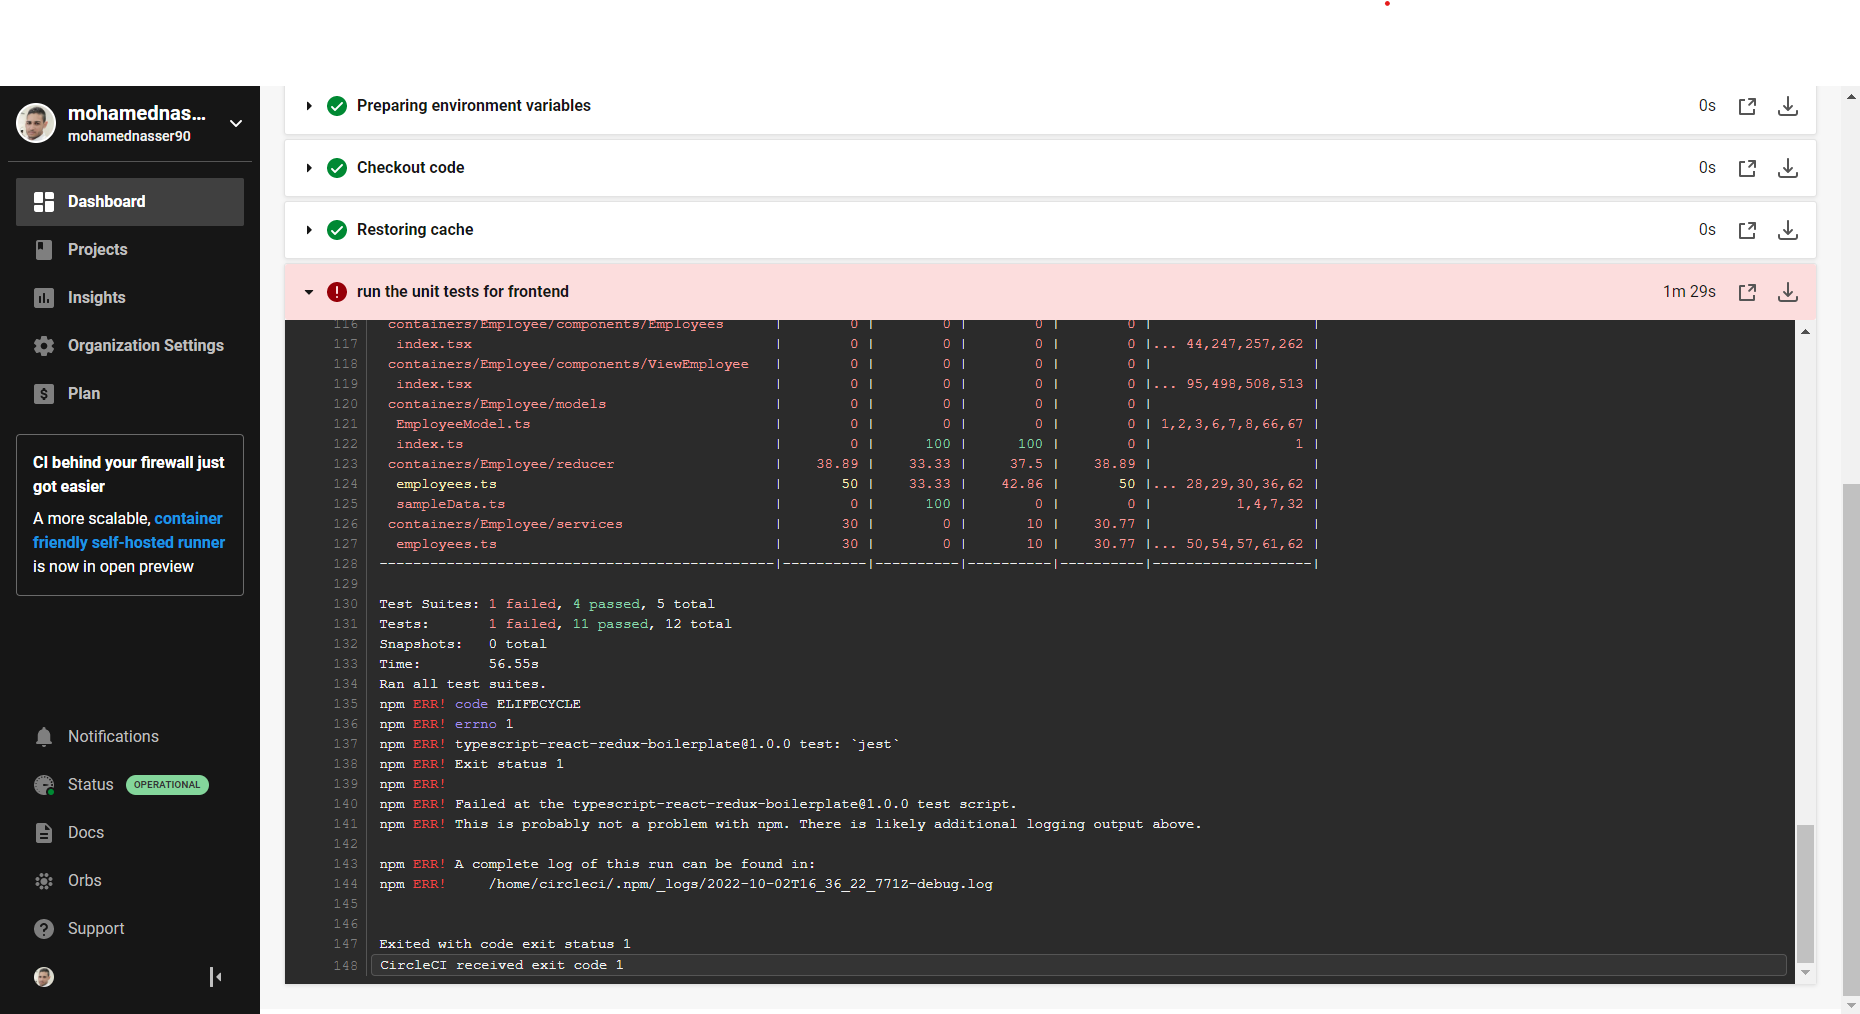 mohamednas...
mohamednasser90
Dashboard
Projects
Insights
Organization Settings
Plan
CI behind your firewall just
got easier
A more scalable, container
friendly self-hosted runner
is now in open preview
Notifications
Status OPERATIONAL
Docs
Orbs
Support
Preparing environment variables 0s
Checkout code 0s
Restoring cache 0s
run the unit tests for frontend 1m 29s
116 containers/Employee/components/Employees | 0 | 0 | 0 | 0 | |
117 index.tsx | 0 | 0 | 0 | 0 |... 44,247,257,262 |
118 containers/Employee/components/ViewEmployee | 0 | 0 | 0 | 0 | |
119 index.tsx | 0 | 0 | 0 | 0 |... 95,498,508,513 |
120 containers/Employee/models | 0 | 0 | 0 | 0 | |
121 EmployeeModel.ts | 0 | 0 | 0 | 0 | 1,2,3,6,7,8,66,67 |
122 index.ts | 0 | 100 | 100 | 0 | 1 |
123 containers/Employee/reducer | 38.89 | 33.33 | 37.5 | 38.89 | |
124 employees.ts | 50 | 33.33 | 42.86 | 50 |... 28,29,30,36,62 |
125 sampleData.ts | 0 | 100 | 0 | 0 | 1,4,7,32 |
126 containers/Employee/services | 30 | 0 | 10 | 30.77 | |
127 employees.ts | 30 | 0 | 10 | 30.77 |... 50,54,57,61,62 |
128 -----------------------------------------------|----------|----------|----------|----------|-------------------|
129
130 Test Suites: 1 failed, 4 passed, 5 total
131 Tests: 1 failed, 11 passed, 12 total
132 Snapshots: 0 total
133 Time: 56.55s
134 Ran all test suites.
135 npm ERR! code ELIFECYCLE
136 npm ERR! errno 1
137 npm ERR! typescript-react-redux-boilerplate@1.0.0 test: `jest`
138 npm ERR! Exit status 1
139 npm ERR!
140 npm ERR! Failed at the typescript-react-redux-boilerplate@1.0.0 test script.
141 npm ERR! This is probably not a problem with npm. There is likely additional logging output above.
142
143 npm ERR! A complete log of this run can be found in:
144 npm ERR! /home/circleci/.npm/_logs/2022-10-02T16_36_22_771Z-debug.log
145
146
147 Exited with code exit status 1
148 CircleCI received exit code 1